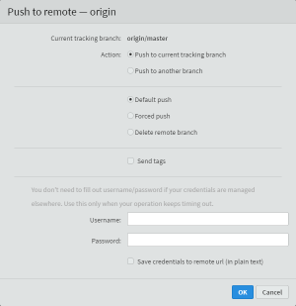 Push to remote — origin
Current tracking branch: origin/master
Action: Push to current tracking branch
Push to another branch
Default push
Forced push
Delete remote branch
Send tags
You don't need to fill out username/password if your credentials are managed
elsewhere. Use this only when your operation keeps timing out.
Username:
Password:
Save credentials to remote url (in plain text)
OK Cancel